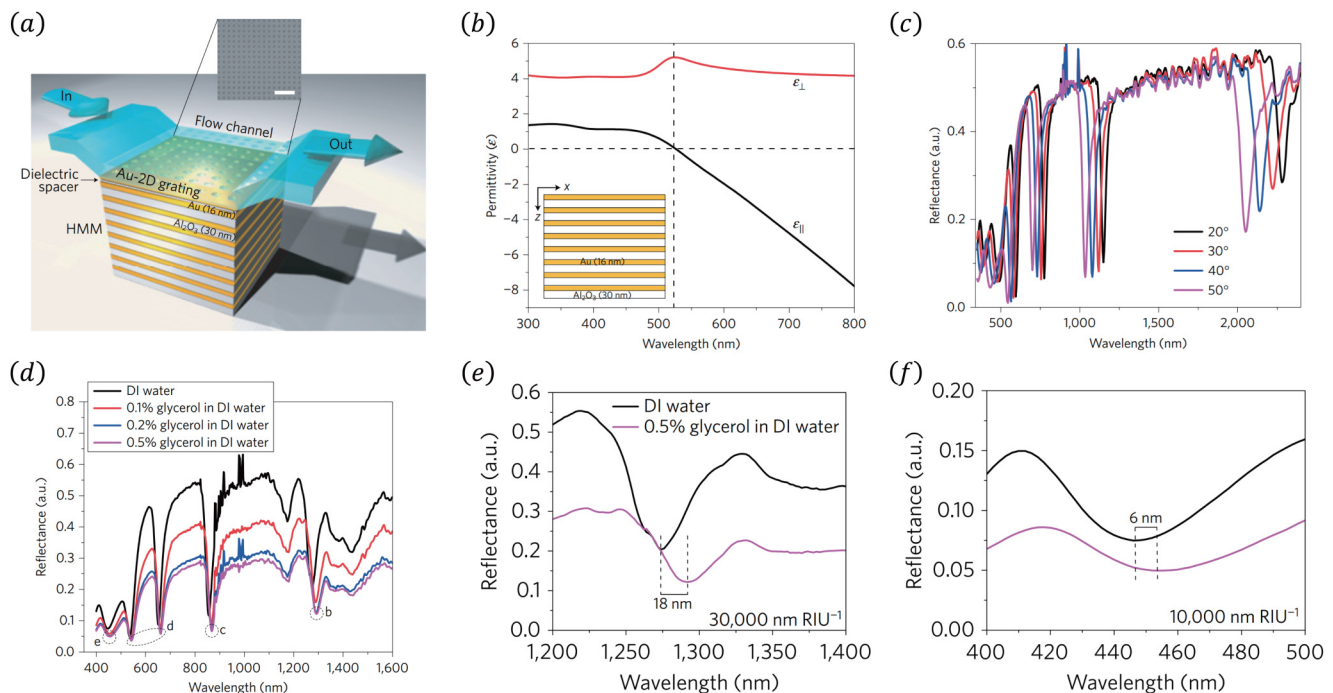 (a)
In
Flow channel
Out
Dielectric
spacer
Au-2D grating
Au (16 nm)
Al₂O₃ (30 nm)
HMM
(b)
6
4
2
0
−2
−4
−6
−8
Permittivity (ε)
ε⊥
ε||
x
z
Au (16 nm)
Al₂O₃ (30 nm)
300 400 500 600 700 800
Wavelength (nm)
(c)
0.6
0.4
0.2
0.0
Reflectance (a.u.)
20°
30°
40°
50°
500 1,000 1,500 2,000
Wavelength (nm)
(d)
DI water
0.1% glycerol in DI water
0.2% glycerol in DI water
0.5% glycerol in DI water
0.8
0.7
0.6
0.5
0.4
0.3
0.2
0.1
0.0
Reflectance (a.u.)
e
d
c
b
400 600 800 1,000 1,200 1,400 1,600
Wavelength (nm)
(e)
0.6
0.5
0.4
0.3
0.2
0.1
0.0
Reflectance (a.u.)
DI water
0.5% glycerol in DI water
18 nm
30,000 nm RIU⁻¹
1,200 1,250 1,300 1,350 1,400
Wavelength (nm)
(f)
0.20
0.15
0.10
0.05
0.00
Reflectance (a.u.)
6 nm
10,000 nm RIU⁻¹
400 420 440 460 480 500
Wavelength (nm)